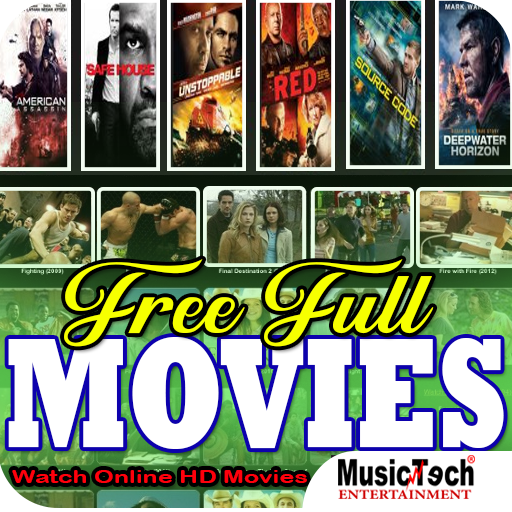 MARK WA
AMERICAN
ASSASSIN
SAFE HOUSE
UNSTOPPABLE
RED
SOURCE CODE
DEEPWATER
HORIZON
Fighting (2009)
Final Destination 2
Fire with Fire (2012)
Free Full
MOVIES
Watch Online HD Movies
MusicTech®
ENTERTAINMENT